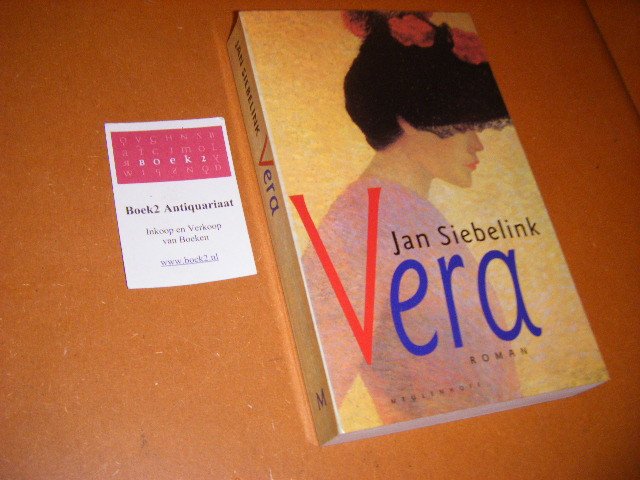 BOEK2
Boek2 Antiquariaat
Inkoop en Verkoop
van Boeken
www.boek2.nl
JAN SIEBELINK
Vera
M
Jan Siebelink
Vera
ROMAN
MEULENHOFF